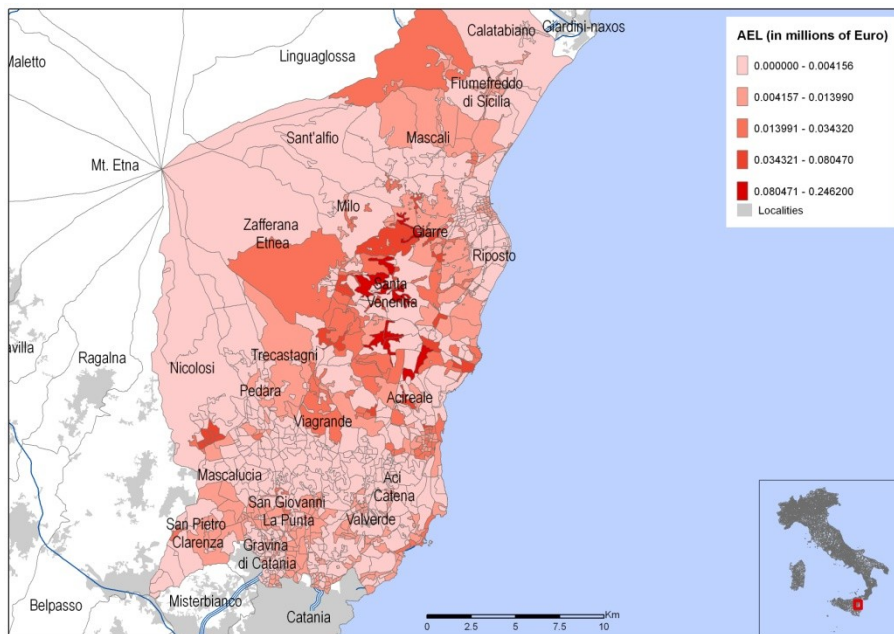 Calatabiano
Giardini-naxos
Linguaglossa
Maletto
Fiumefreddo
di Sicilia
Sant'alfio
Mascali
Mt. Etna
Milo
Zafferana
Etnea
Giarre
Riposto
Santa
Venerina
Ragalna
Nicolosi
Trecastagni
Pedara
Acireale
Viagrande
Mascalucia
Aci
Catena
San Giovanni
La Punta
Valverde
San Pietro
Clarenza
Gravina
di Catania
Belpasso
Misterbianco
Catania
AEL (in millions of Euro)
0.000000 - 0.004156
0.004157 - 0.013990
0.013991 - 0.034320
0.034321 - 0.080470
0.080471 - 0.246200
Localities
Km
0 2.5 5 10